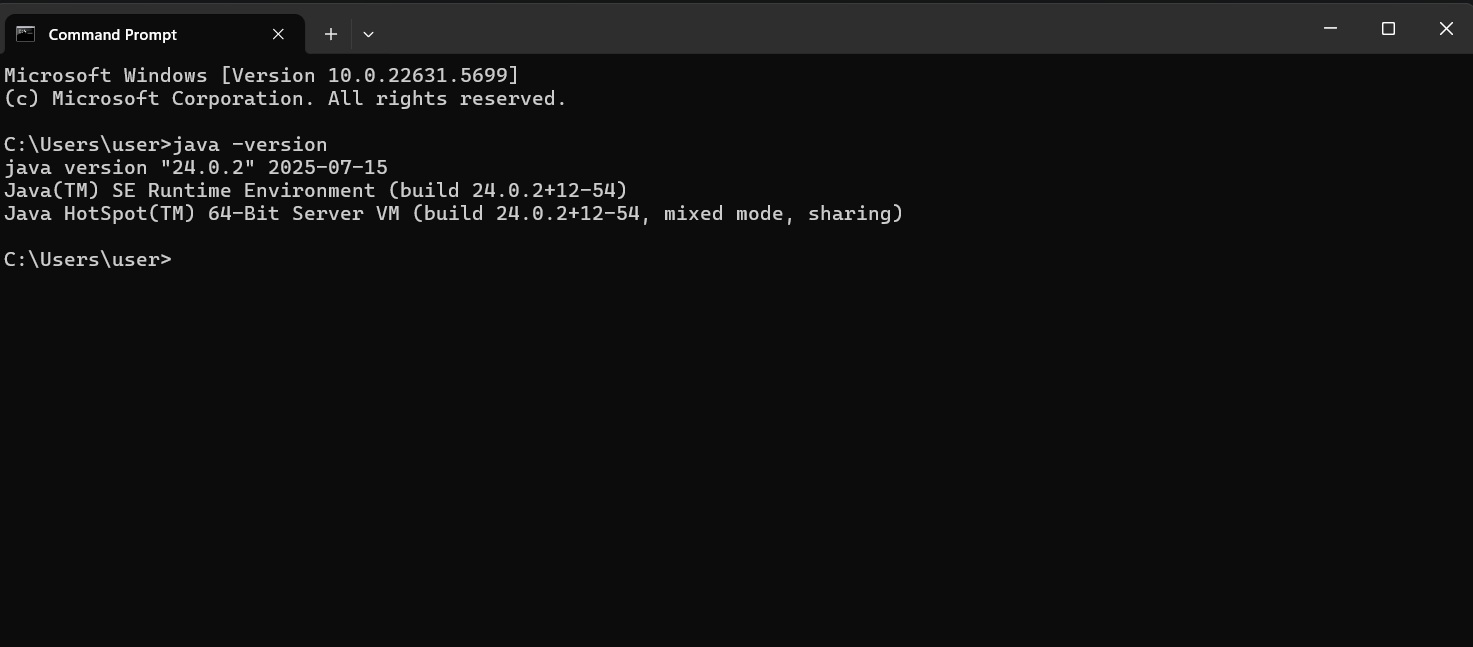 Command Prompt
Microsoft Windows [Version 10.0.22631.5699]
(c) Microsoft Corporation. All rights reserved.
C:\Users\user>java -version
java version "24.0.2" 2025-07-15
Java(TM) SE Runtime Environment (build 24.0.2+12-54)
Java HotSpot(TM) 64-Bit Server VM (build 24.0.2+12-54, mixed mode, sharing)
C:\Users\user>